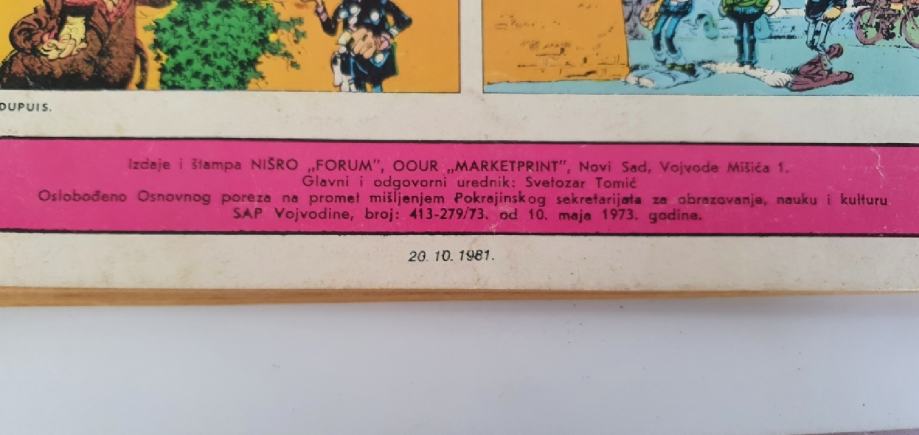 DUPUIS.
Izdaje i štampa NIŠRO „FORUM", OOUR „MARKETPRINT", Novi Sad, Vojvode Mišića 1.
Glavni i odgovorni urednik: Svetozar Tomić
Oslobođeno Osnovnog poreza na promet mišljenjem Pokrajinskog sekretarijata za obrazovanje, nauku i kulturu
SAP Vojvodine, broj: 413-279/73. od 10. maja 1973. godine.
20. 10. 1981.